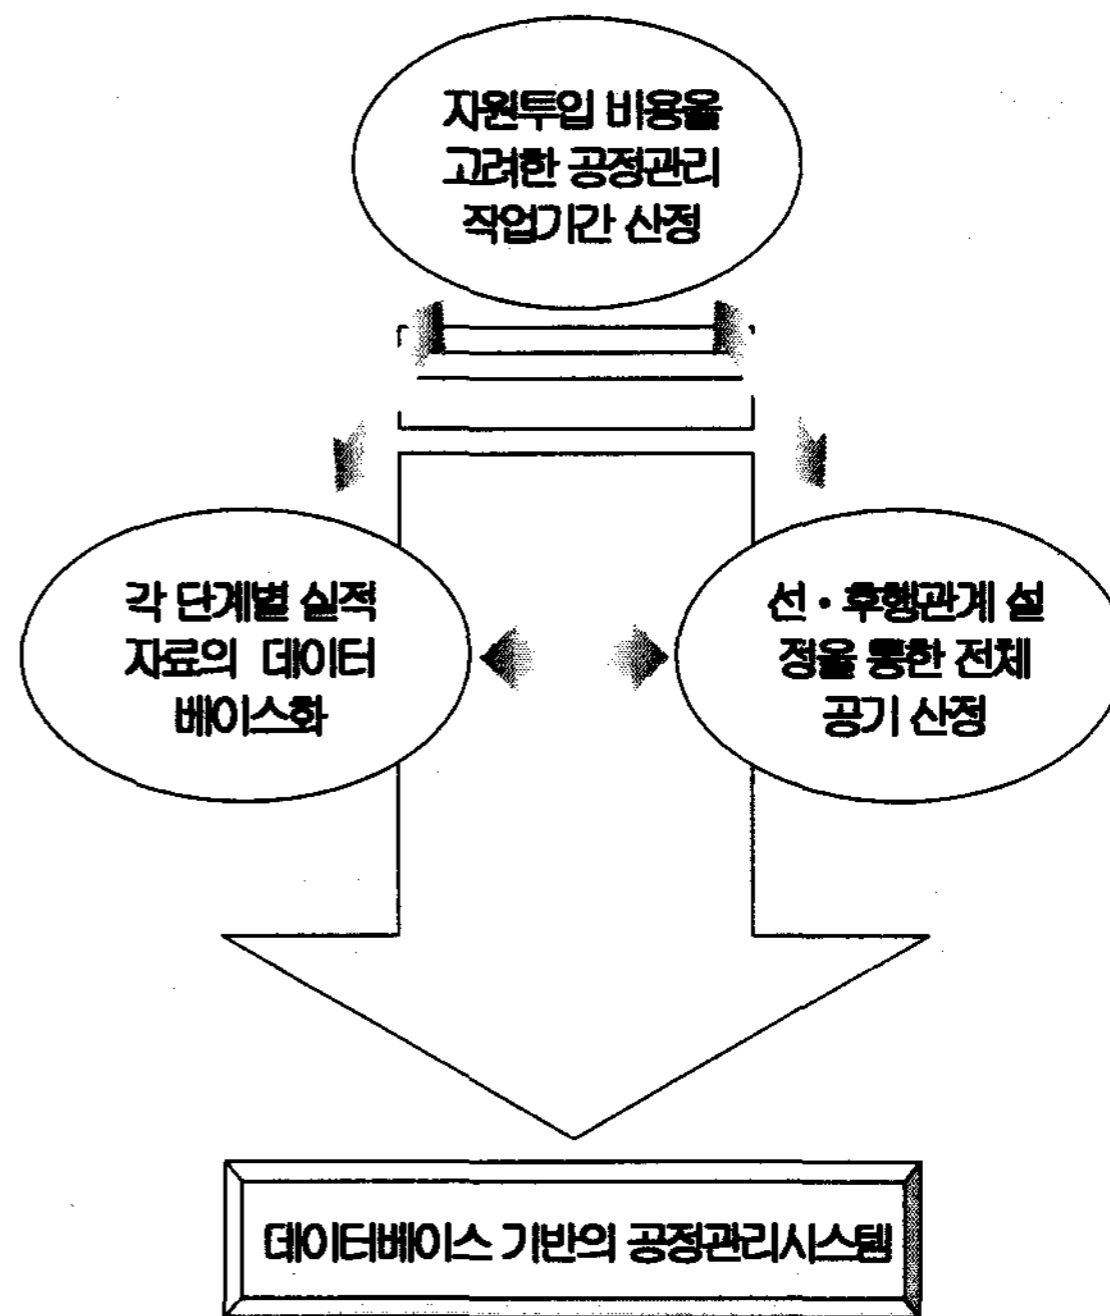 자원투입 비용을
고려한 공정관리
작업기간 산정
각 단계별 실적
자료의 데이터
베이스화
선·후행관계 설
정을 통한 전체
공기 산정
데이터베이스 기반의 공정관리시스템